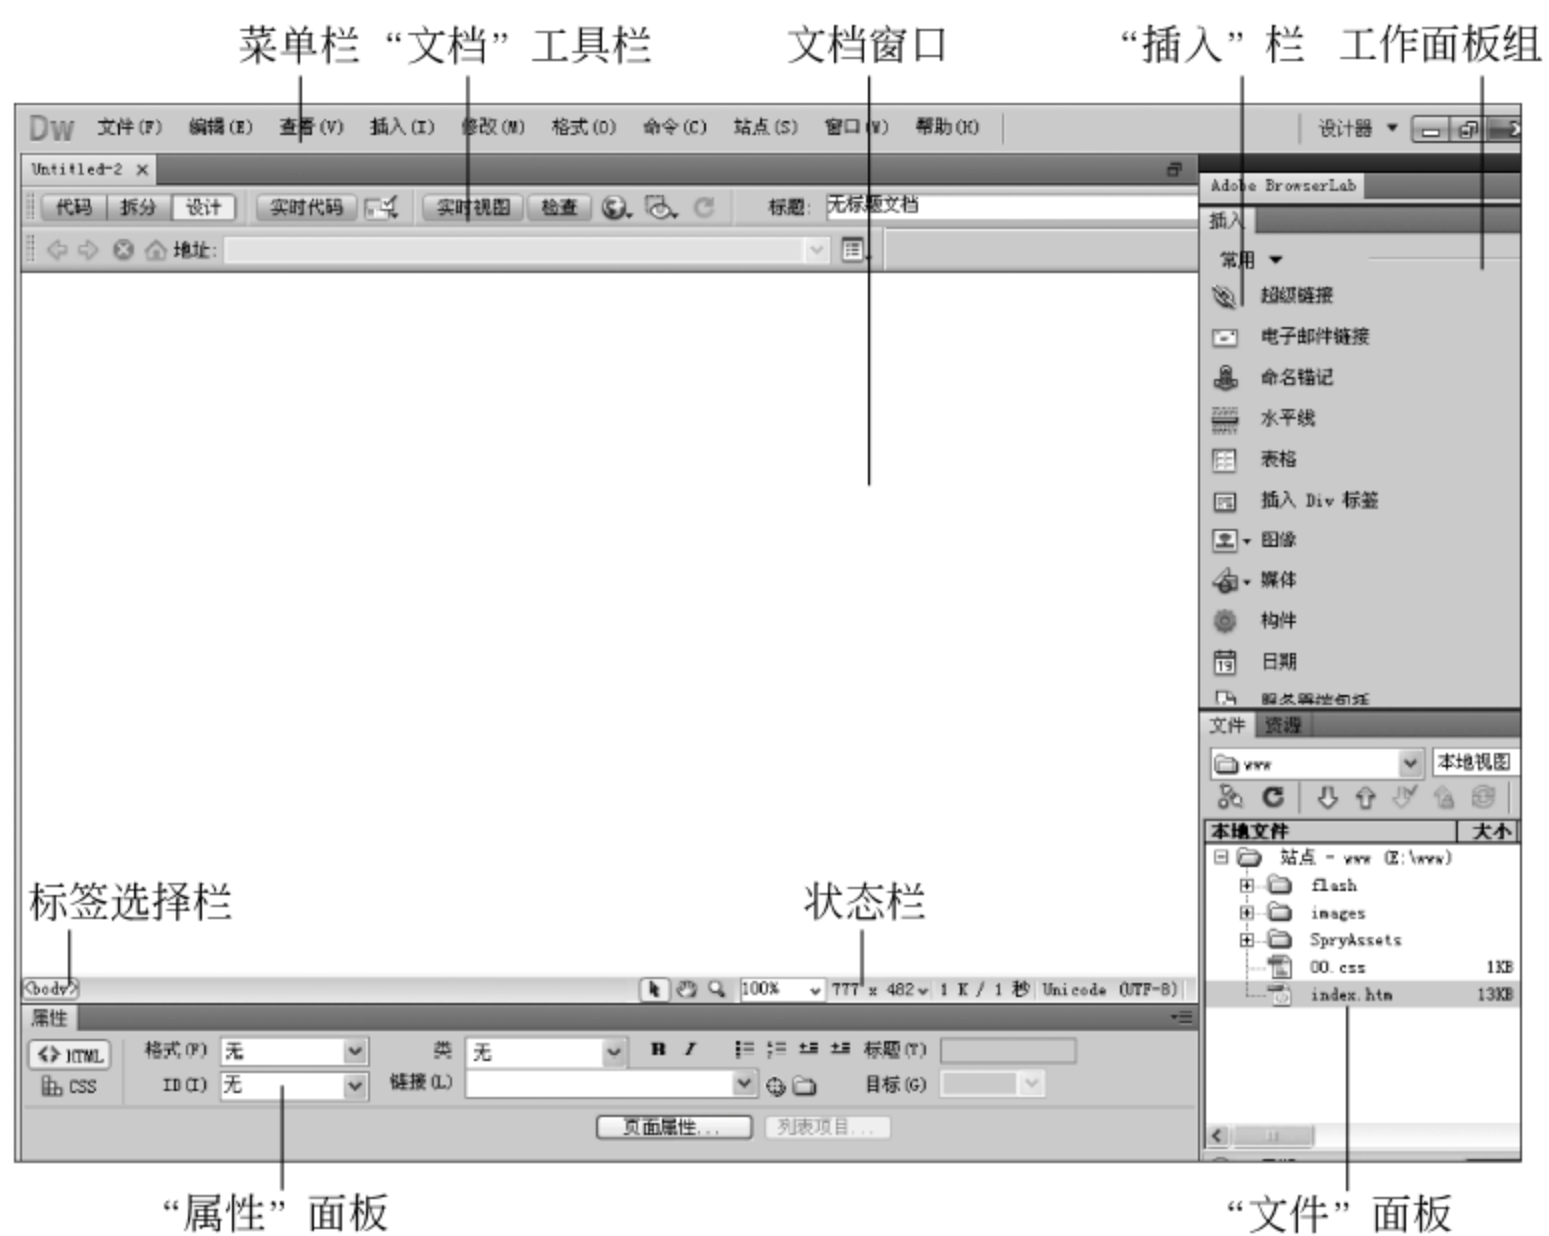 菜单栏 “文档” 工具栏 文档窗口 “插入” 栏 工作面板组
Dw 文件(F) 编辑(E) 查看(V) 插入(I) 修改(M) 格式(O) 命令(C) 站点(S) 窗口(W) 帮助(H) 设计器
Untitled-2 ×
Adobe BrowserLab
代码 拆分 设计 实时代码 实时视图 检查 标题: 无标题文档
插入
地址:
常用
超级链接
电子邮件链接
命名锚记
水平线
表格
插入 Div 标签
图像
媒体
构件
19 日期
服务器端包括
文件 资源
www 本地视图
本地文件 大小
站点 - www (E:\www)
flash
images
SpryAssets
OO.css 1KB
index.htm 13KB
标签选择栏 状态栏
<body> 100% 777 x 482 1 K / 1 秒 Unicode (UTF-8)
属性
<> HTML 格式(F) 无 类 无 B I 标题(T)
CSS ID(I) 无 链接(L) 目标(G)
页面属性... 列表项目...
“属性” 面板 “文件” 面板